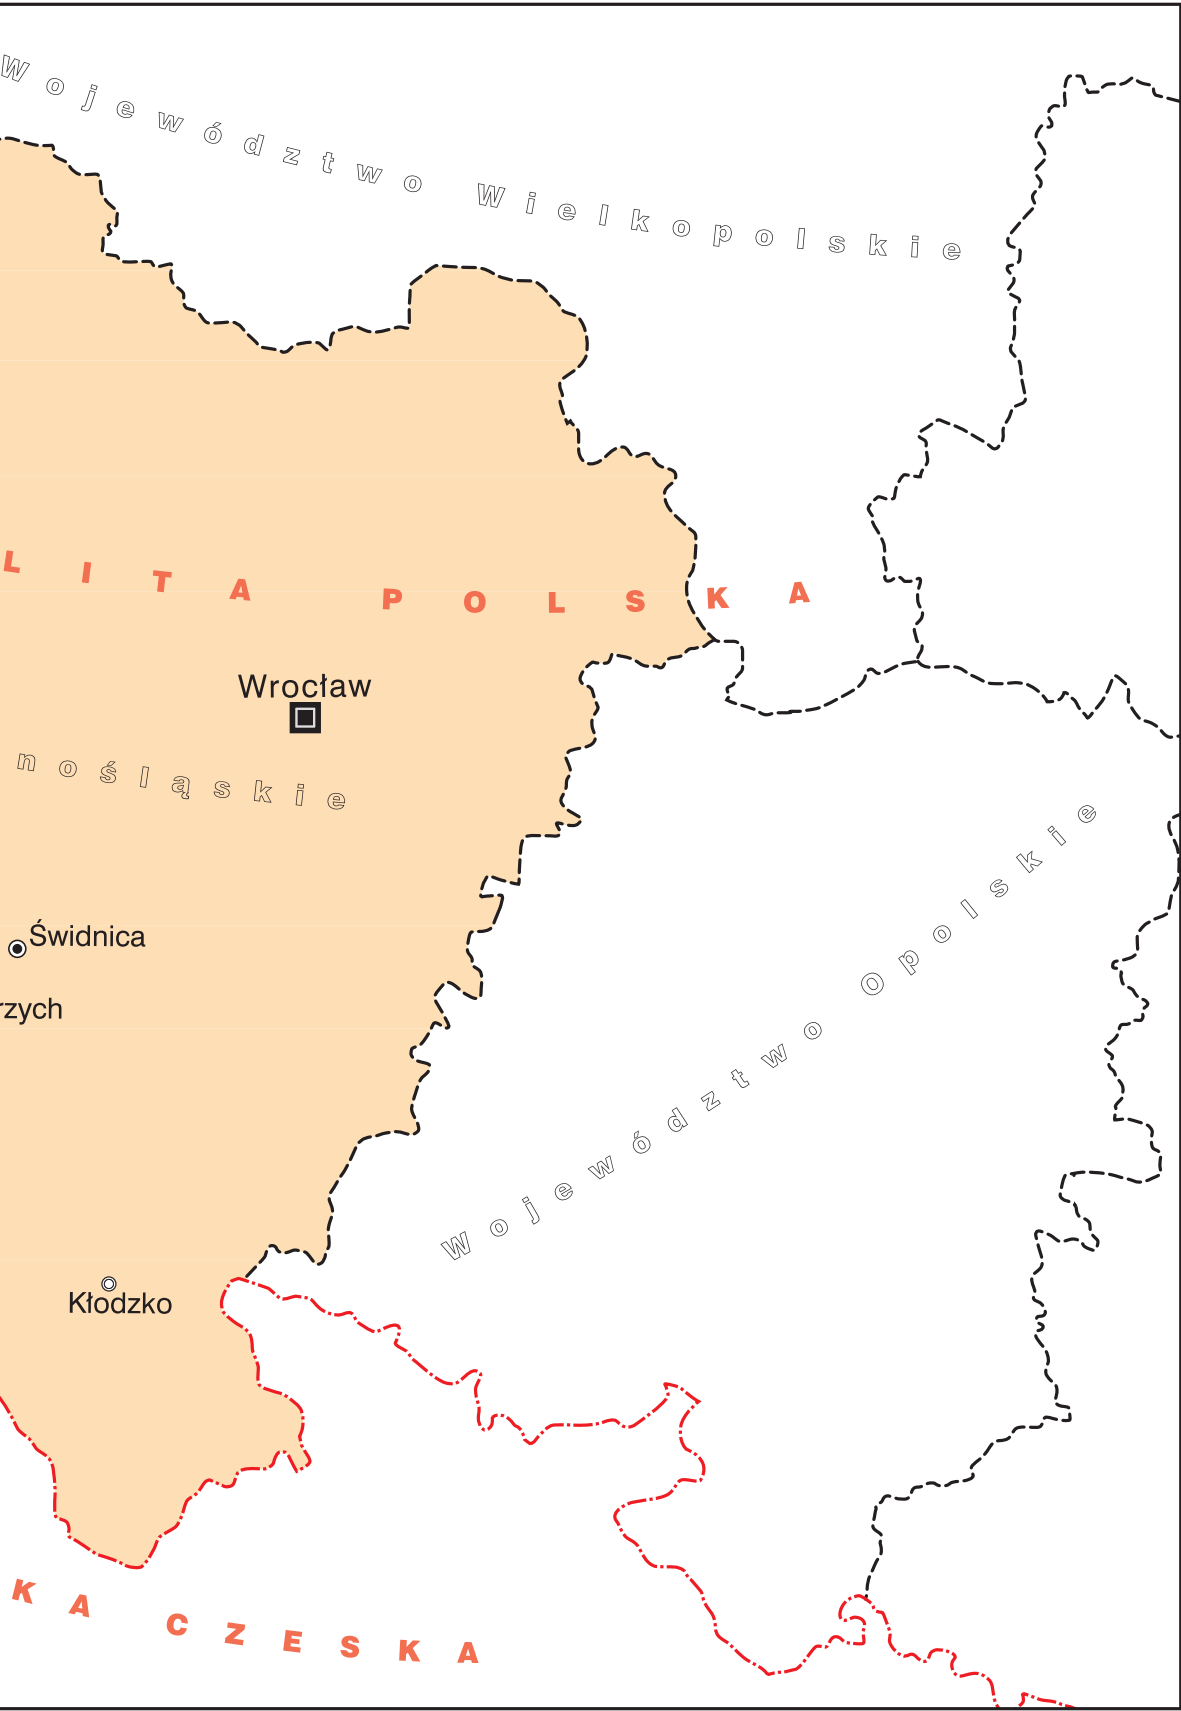 Województwo Wielkopolskie
LITA POLSKA
Wrocław
nośląskie
Świdnica
rzych
Województwo Opolskie
Kłodzko
KA CZESKA